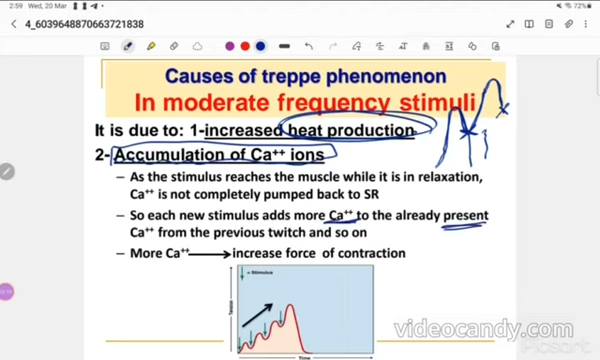 2:59 Wed, 20 Mar
72%
4_6039648870663721838
Causes of treppe phenomenon
In moderate frequency stimuli
It is due to: 1-increased heat production.
2- Accumulation of Ca⁺⁺ ions
– As the stimulus reaches the muscle while it is in relaxation,
Ca⁺⁺ is not completely pumped back to SR
– So each new stimulus adds more Ca⁺⁺ to the already present
Ca⁺⁺ from the previous twitch and so on
– More Ca⁺⁺ → increase force of contraction
= Stimulus
Tension
Time
videocandy.com
Picsart